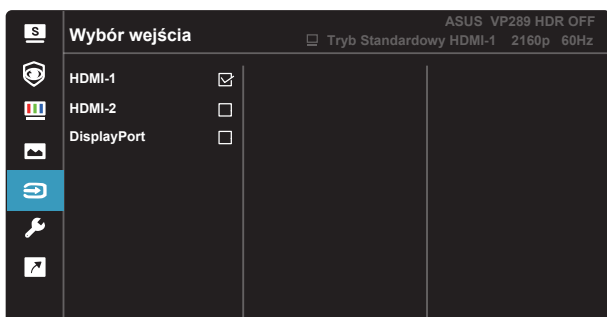 S
Wybór wejścia
ASUS VP289 HDR OFF
Tryb Standardowy HDMI-1 2160p 60Hz
HDMI-1
HDMI-2
DisplayPort